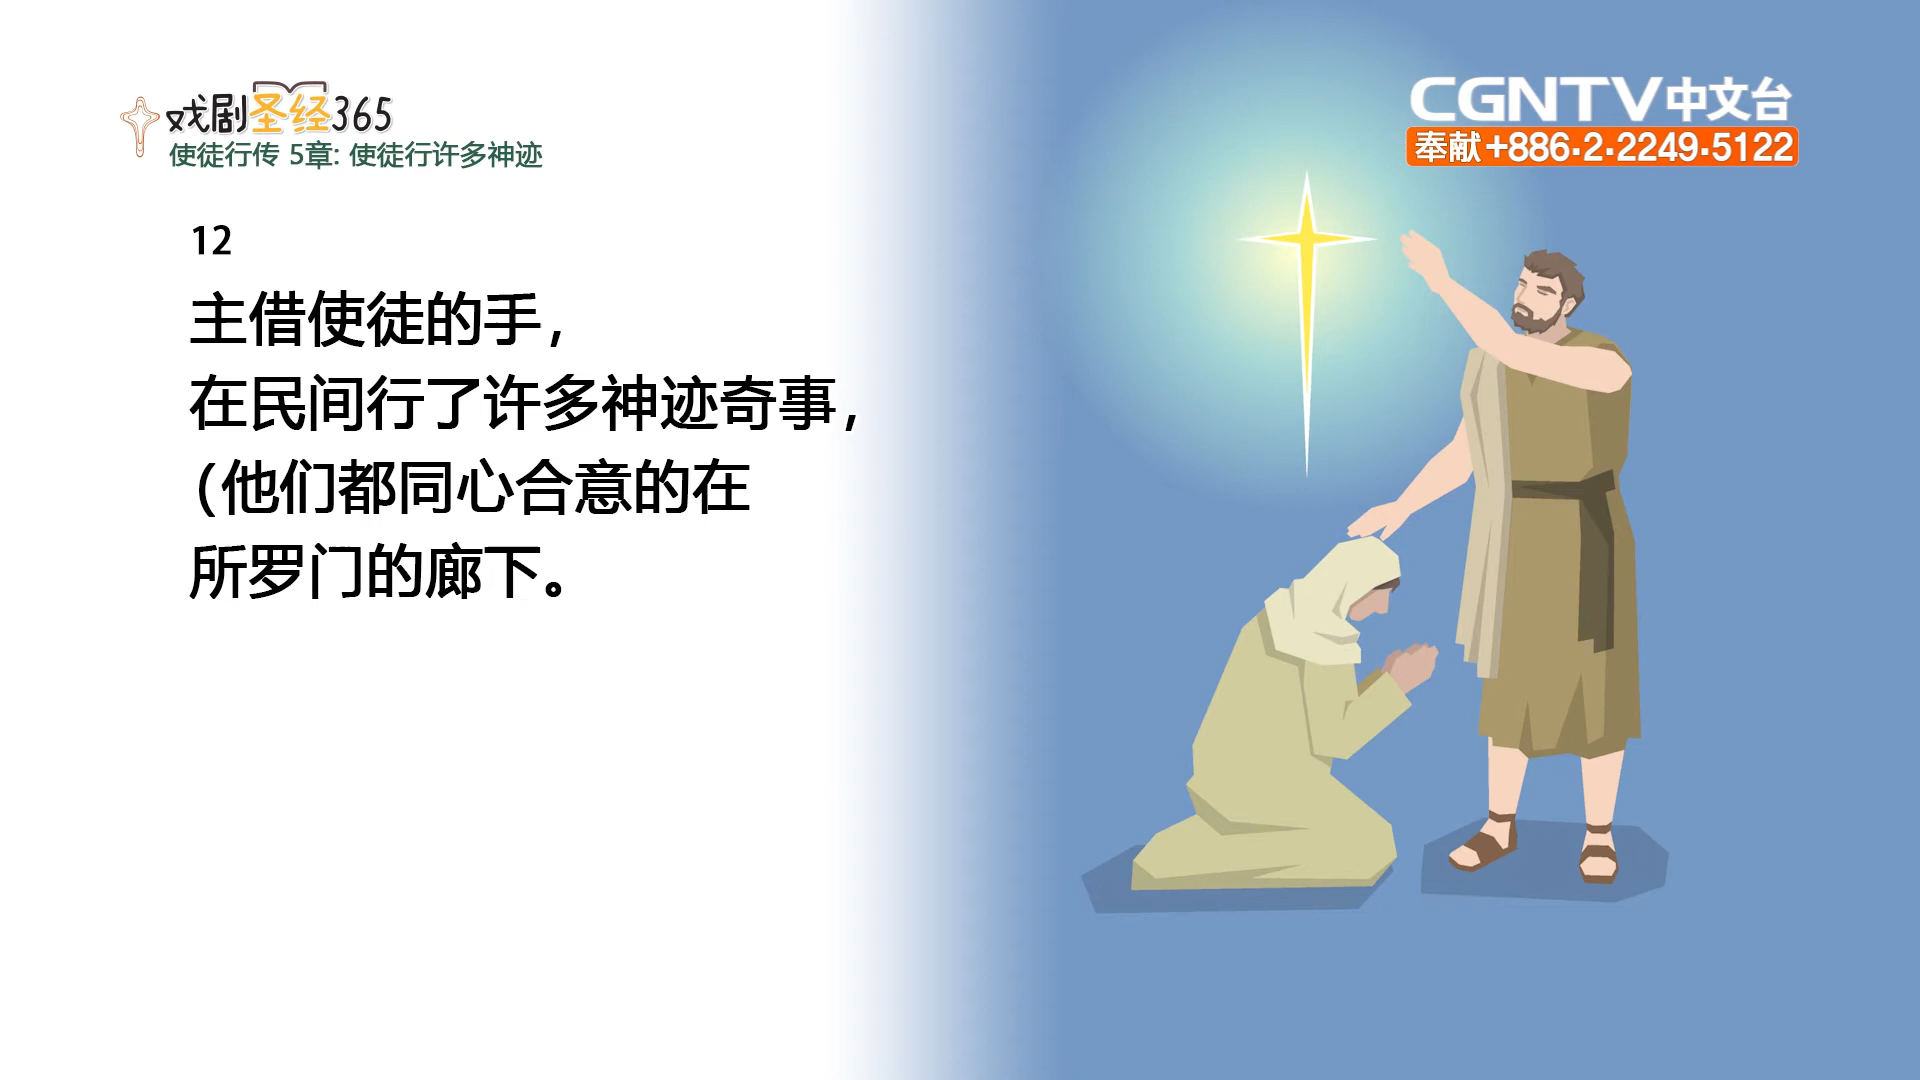 戏剧圣经365
使徒行传 5章: 使徒行许多神迹
CGNTV中文台
奉献+886·2·2249·5122
12
主借使徒的手,
在民间行了许多神迹奇事,
(他们都同心合意的在
所罗门的廊下。